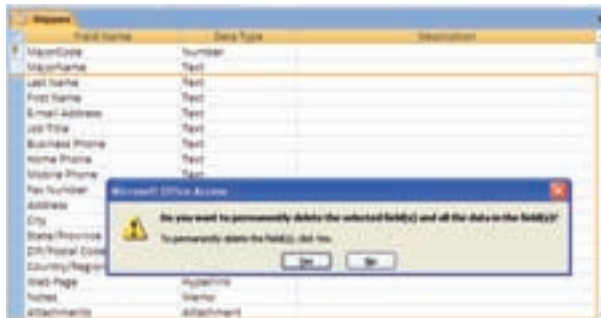 Shippers
Field Name Data Type Description
MajorCode Number
MajorName Text
Last Name Text
First Name Text
E-mail Address Text
Job Title Text
Business Phone Text
Home Phone Text
Mobile Phone Text
Fax Number
Address
City
State/Province
ZIP/Postal Code
Country/Region
Web Page Hyperlink
Notes Memo
Attachments Attachment
Microsoft Office Access
Do you want to permanently delete the selected field(s) and all the data in the field(s)?
To permanently delete the field(s), click Yes.
Yes No